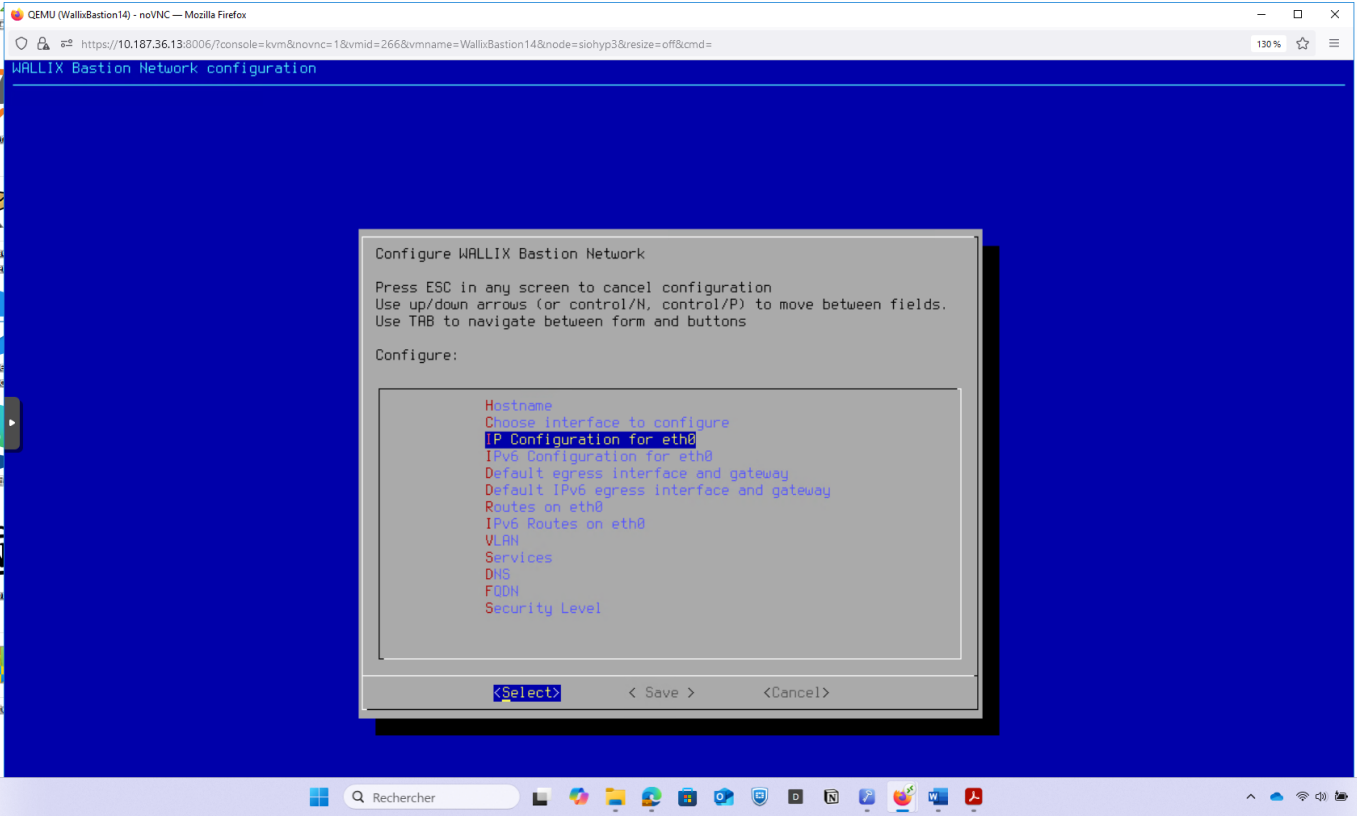 QEMU (WallixBastion14) - noVNC — Mozilla Firefox
https://10.187.36.13:8006/?console=kvm&novnc=1&vmid=266&vmname=WallixBastion14&node=siohyp3&resize=off&cmd=
130 %
WALLIX Bastion Network configuration
Configure WALLIX Bastion Network
Press ESC in any screen to cancel configuration
Use up/down arrows (or control/N, control/P) to move between fields.
Use TAB to navigate between form and buttons
Configure:
Hostname
Choose interface to configure
IP Configuration for eth0
IPv6 Configuration for eth0
Default egress interface and gateway
Default IPv6 egress interface and gateway
Routes on eth0
IPv6 Routes on eth0
VLAN
Services
DNS
FQDN
Security Level
<Select> < Save > <Cancel>
Rechercher